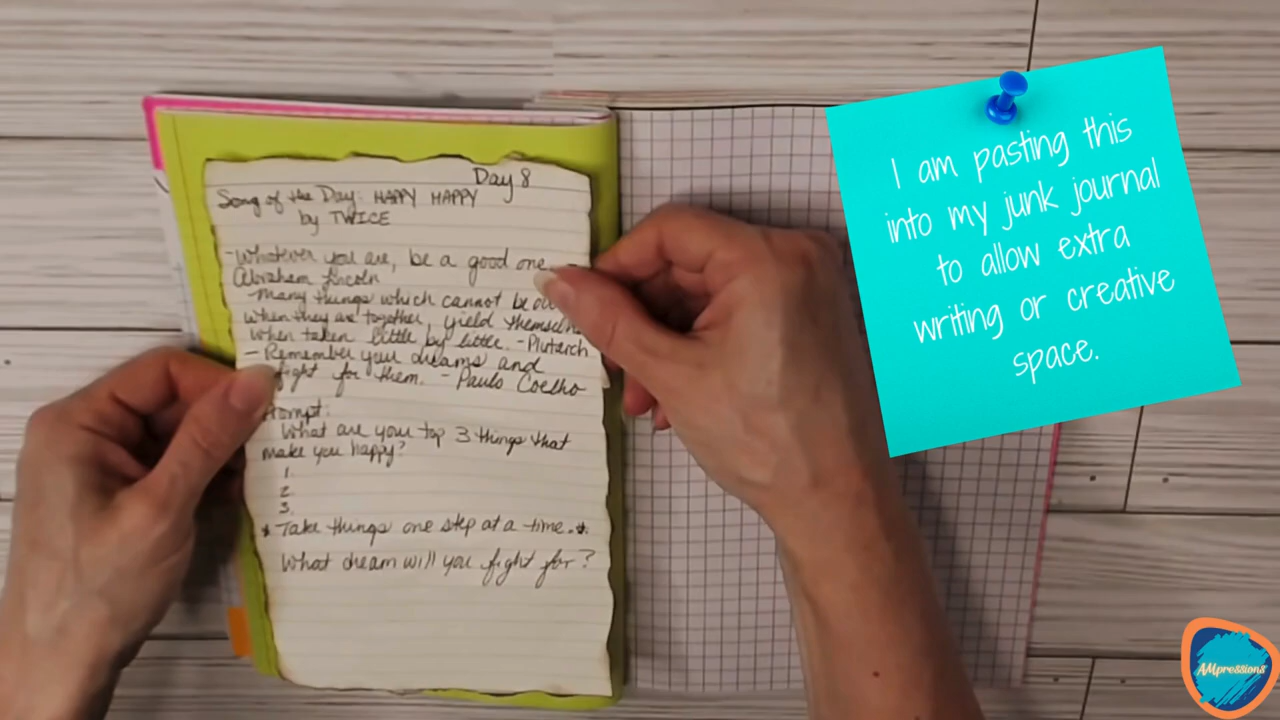 Day 8
Song of the Day: HAPPY HAPPY
by TWICE
- Whatever you are, be a good one. -
Abraham Lincoln
- Many things which cannot be
when they are together, yield themselves
when taken little by little. - Plutarch
- Remember your dreams and
fight for them. - Paulo Coelho
Prompt:
What are your top 3 things that
make you happy?
1.
2.
3.
* Take things one step at a time. *
What dream will you fight for?
I am pasting this
into my junk journal
to allow extra
writing or creative
space.
AMpressions